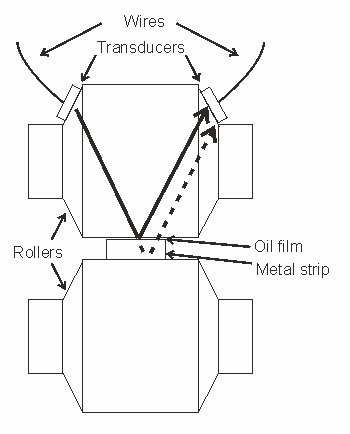 Wires
Transducers
Rollers
Oil film
Metal strip